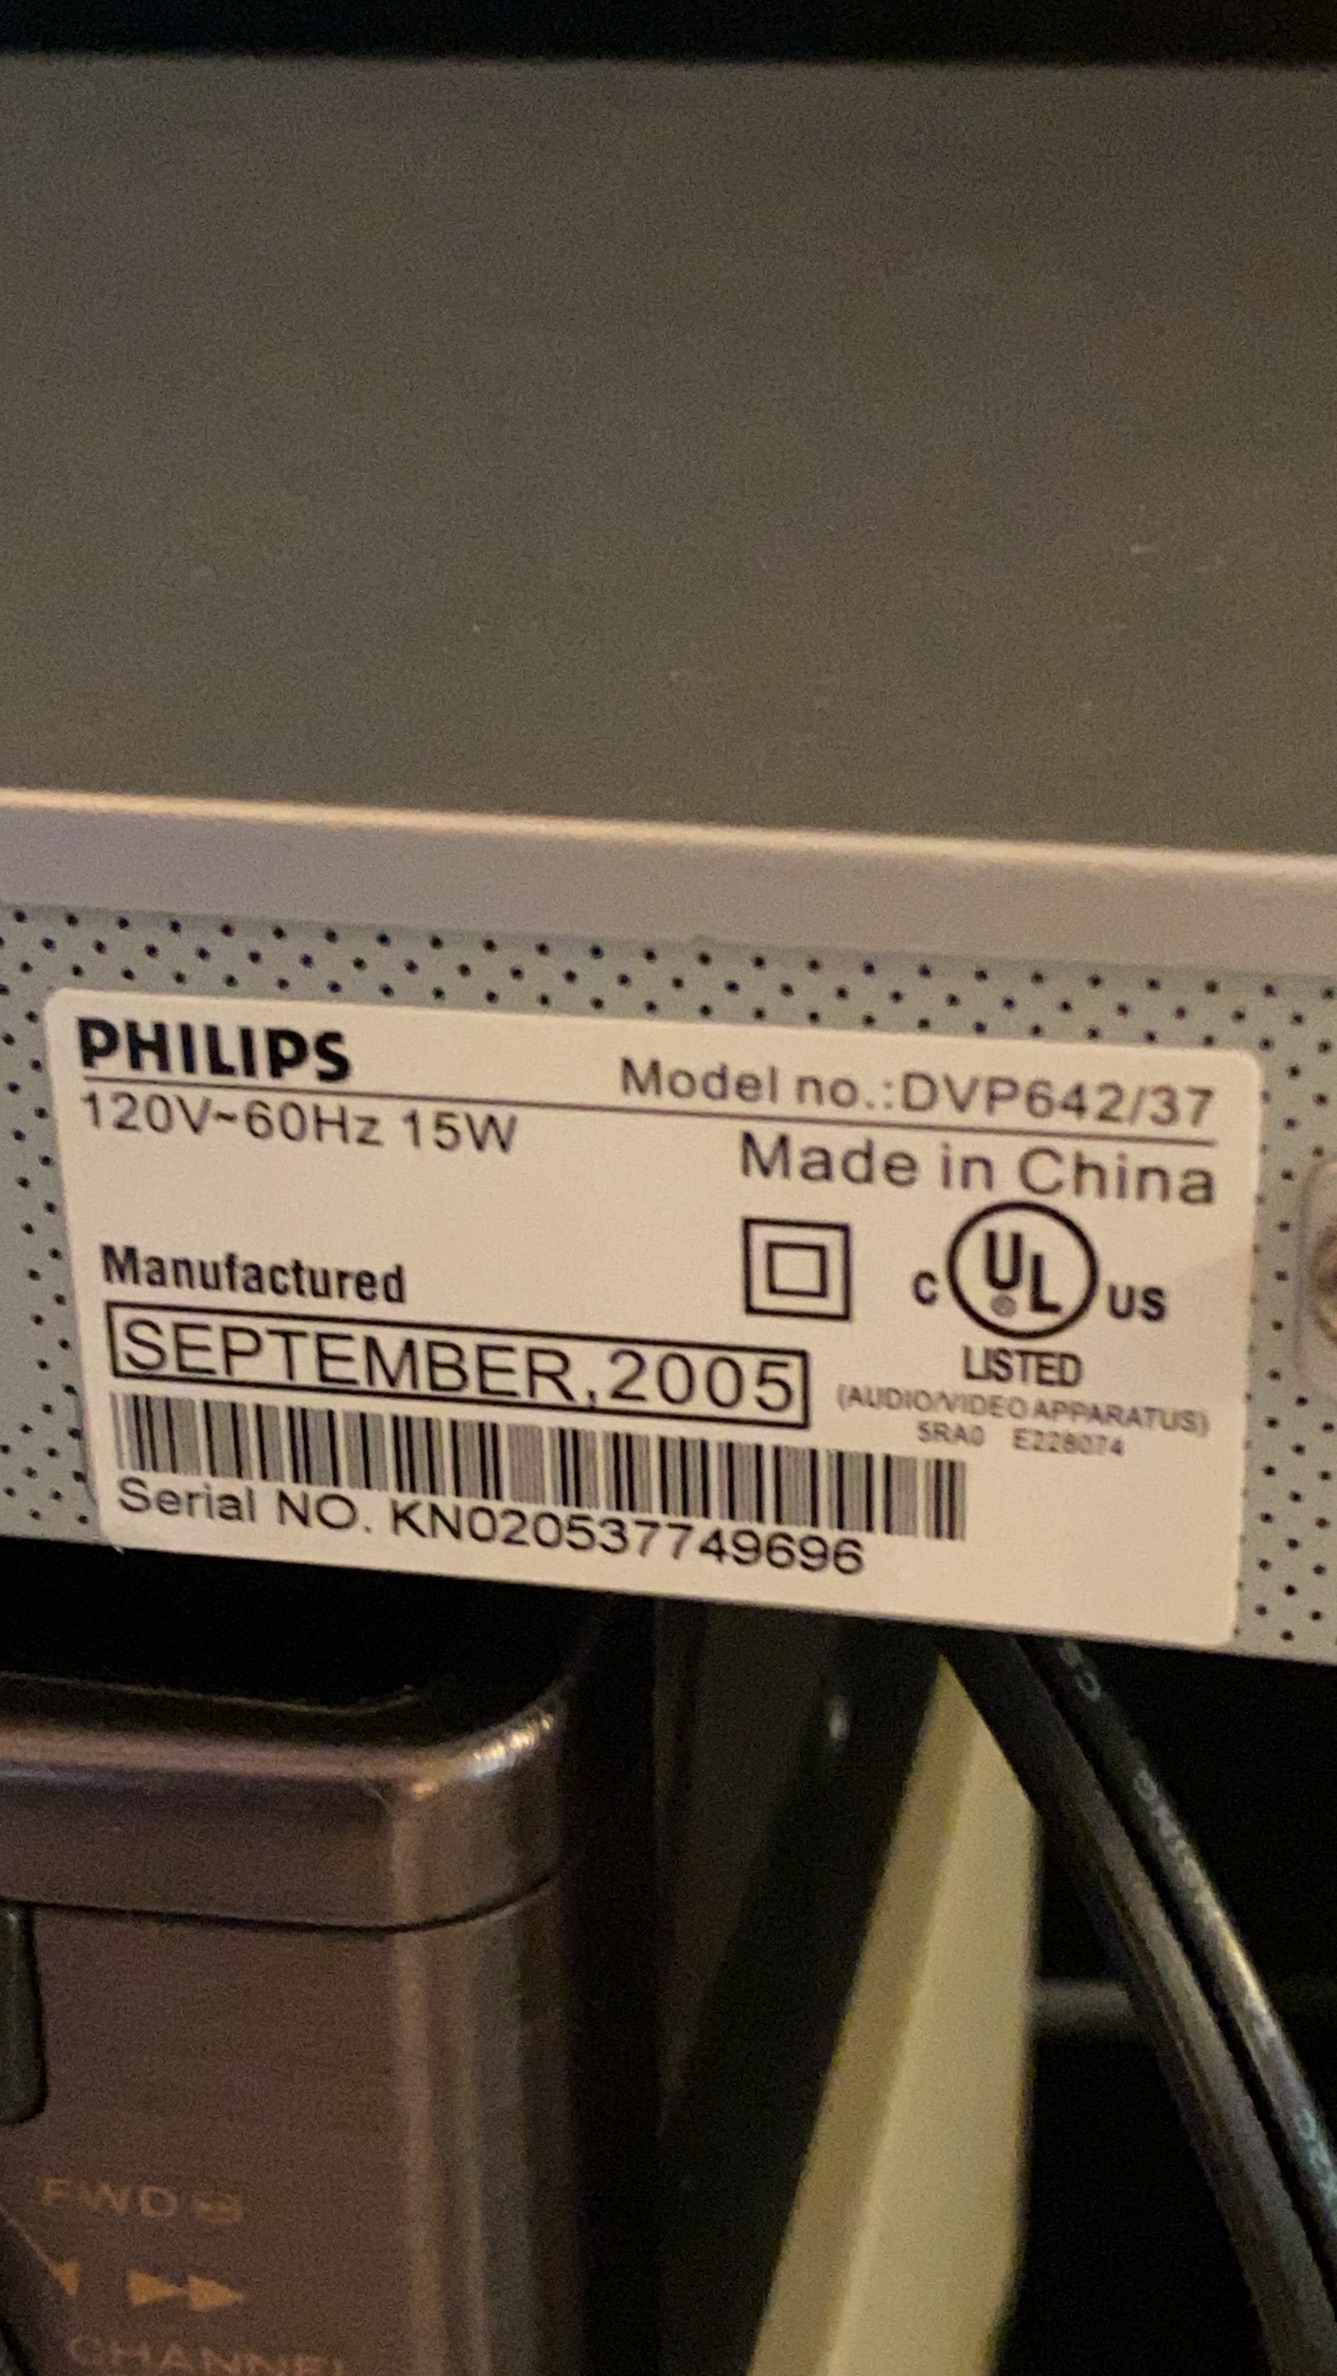 PHILIPS
Model no.:DVP642/37
120V~60Hz 15W
Made in China
Manufactured
SEPTEMBER,2005
C UL® US
LISTED
(AUDIO/VIDEO APPARATUS)
5RA0 E228074
Serial NO. KN020537749696
FWD
CHANNEL